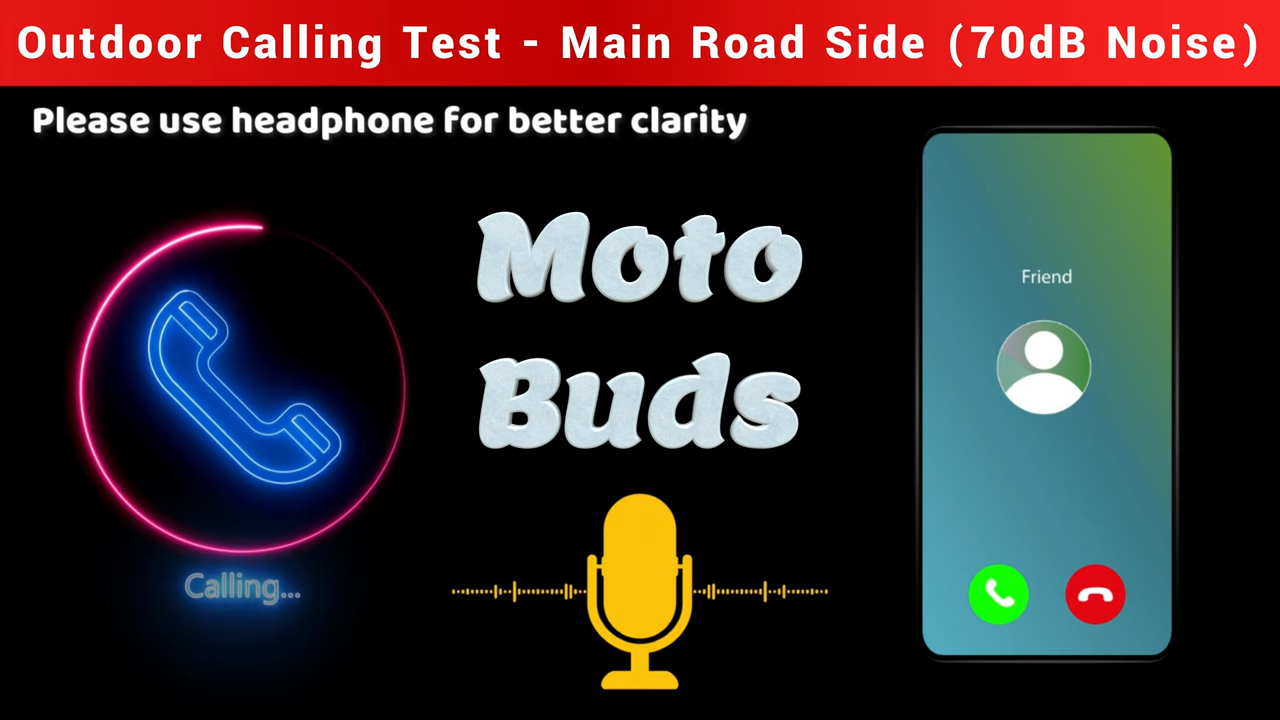 Outdoor Calling Test - Main Road Side (70dB Noise)
Please use headphone for better clarity
Moto
Buds
Friend
Calling...